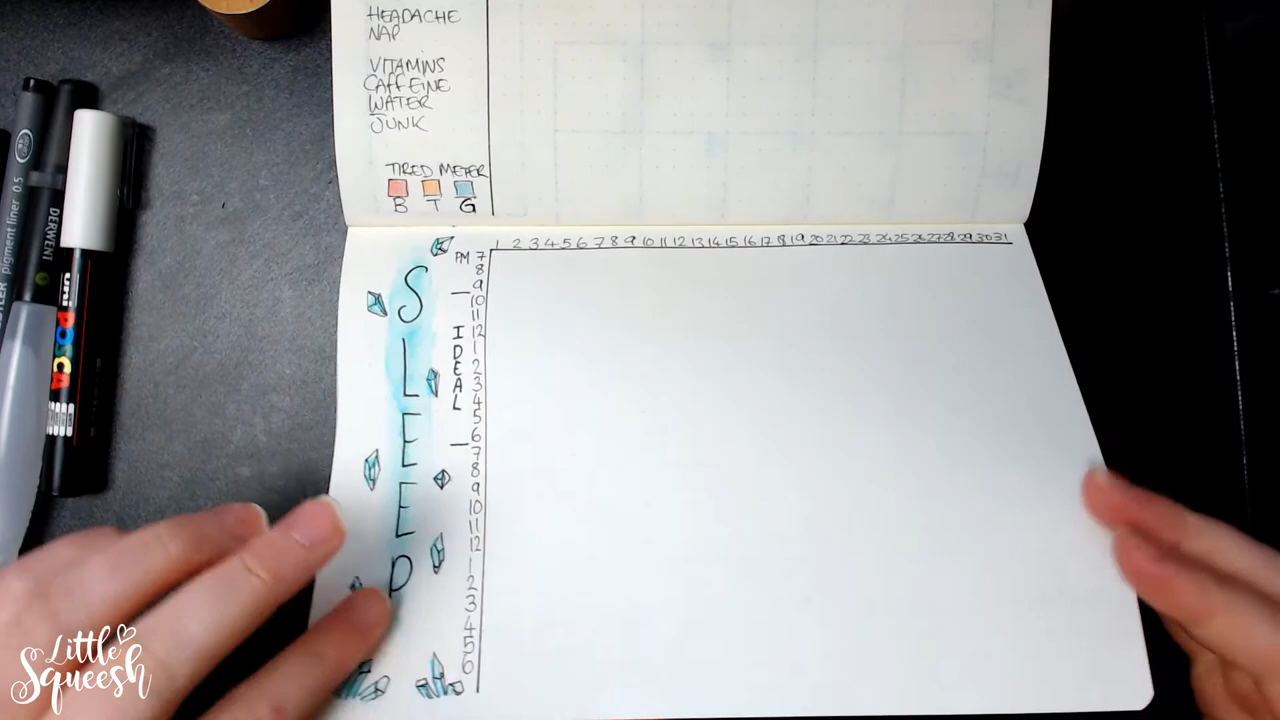 HEADACHE
NAP
VITAMINS
CAFFEINE
WATER
JUNK
TIRED METER
B T G
1 2 3 4 5 6 7 8 9 10 11 12 13 14 15 16 17 18 19 20 21 22 23 24 25 26 27 28 29 30 31
SLEEP
IDEAL
PM 7
8
9
10
11
12
1
2
3
4
5
6
7
8
9
10
11
12
1
2
3
4
5
6
pigment liner 0.5
DERWENT
uni POSCA
Little
Squeesh